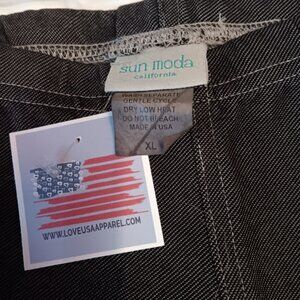 sun moda
california
WASH SEPARATE
GENTLE CYCLE
DRY LOW HEAT
DO NOT BLEACH
MADE IN USA
XL
WWW.LOVEUSAAPPAREL.COM